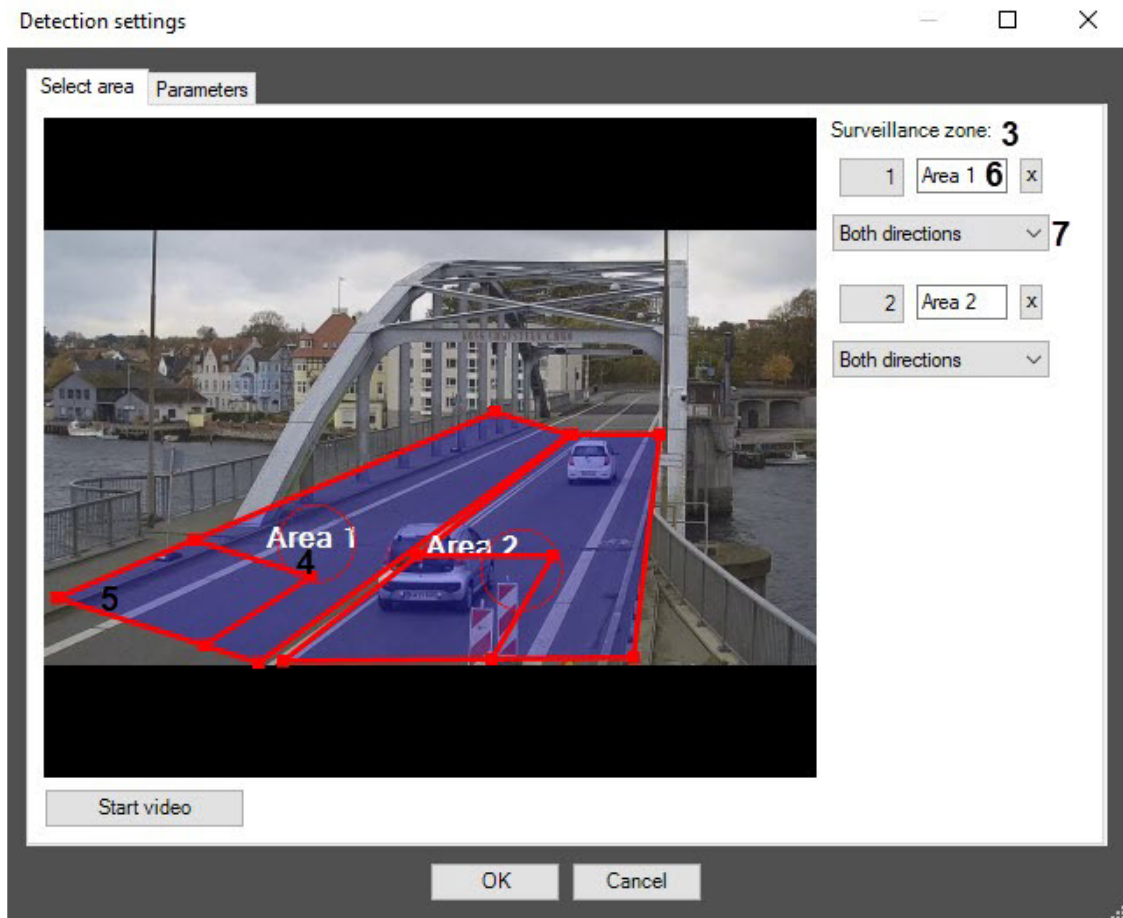 Detection settings
Select area
Parameters
Surveillance zone: 3
1 Area 1 6 x
Both directions 7
2 Area 2 x
Both directions
Area 1
Area 2
4
5
Start video
OK Cancel